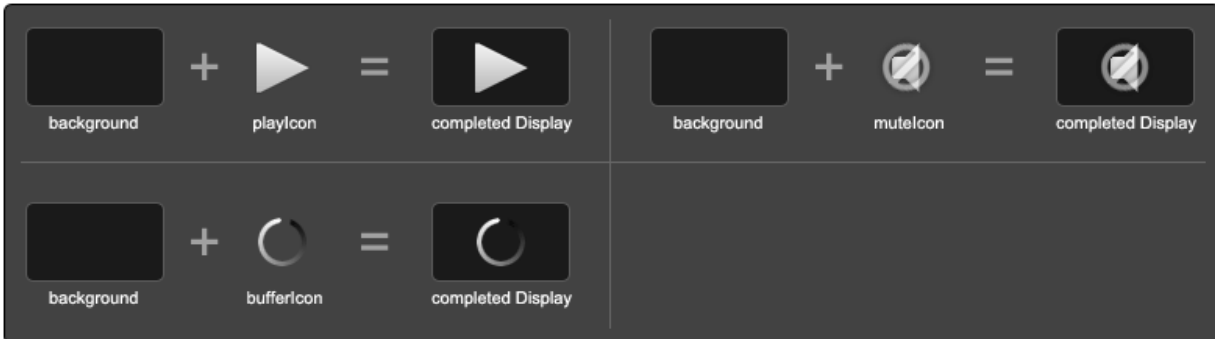 background + playIcon = completed Display
background + muteIcon = completed Display
background + bufferIcon = completed Display